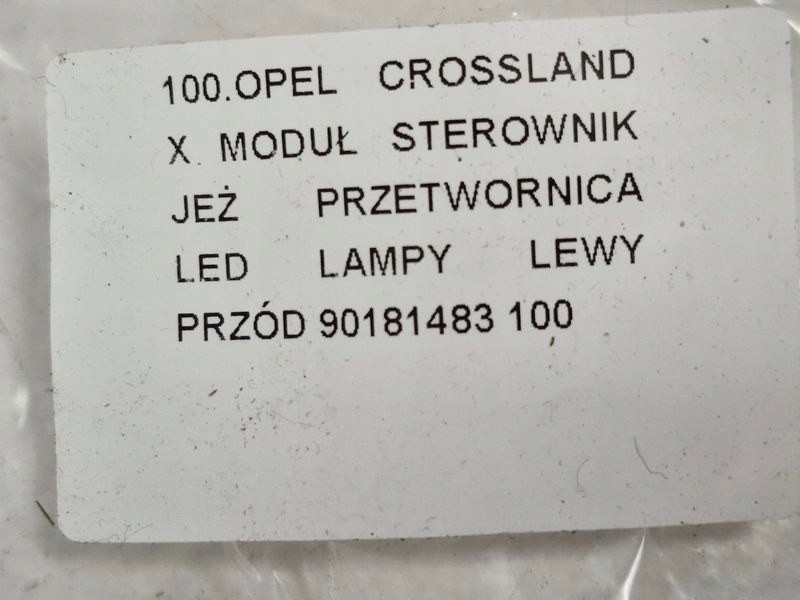 100.OPEL CROSSLAND
X MODUŁ STEROWNIK
JEŻ PRZETWORNICA
LED LAMPY LEWY
PRZÓD 90181483 100